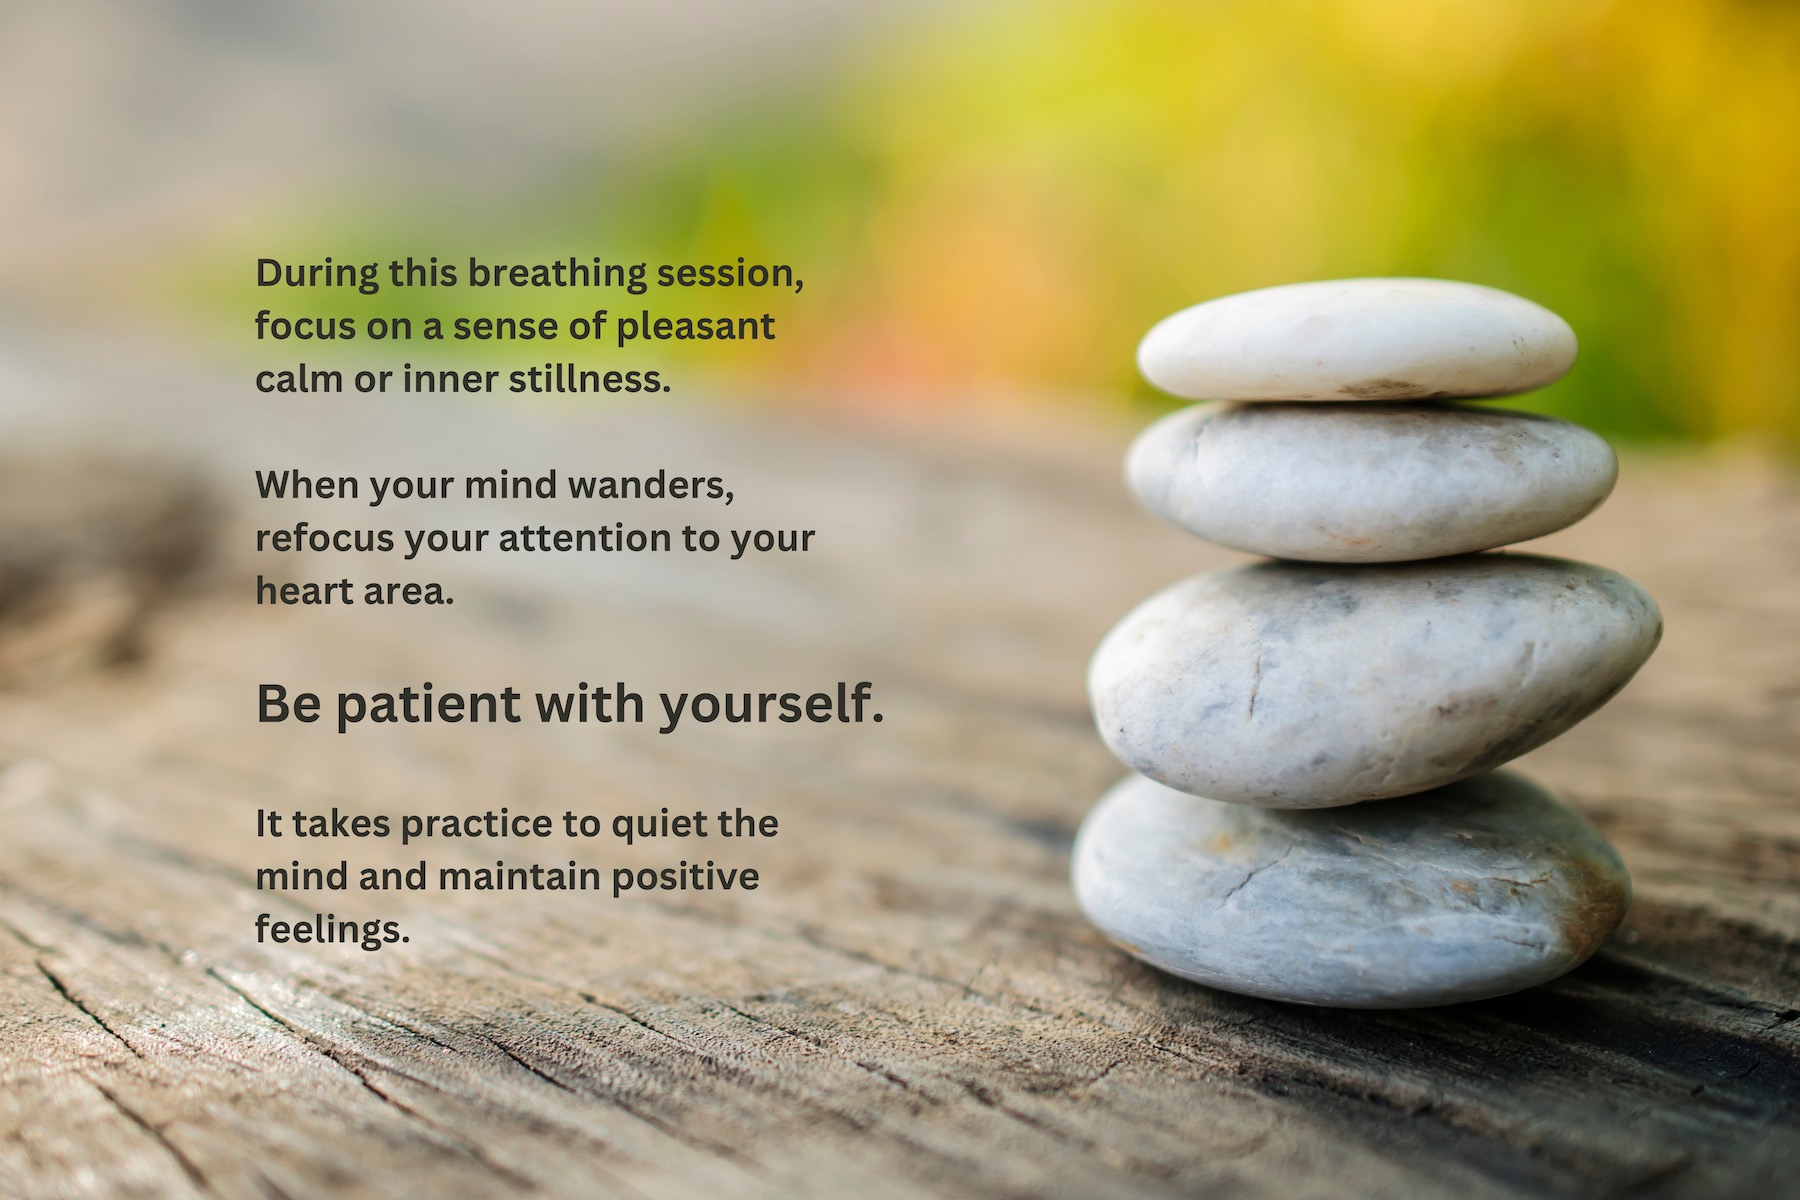 During this breathing session,
focus on a sense of pleasant
calm or inner stillness.
When your mind wanders,
refocus your attention to your
heart area.
Be patient with yourself.
It takes practice to quiet the
mind and maintain positive
feelings.